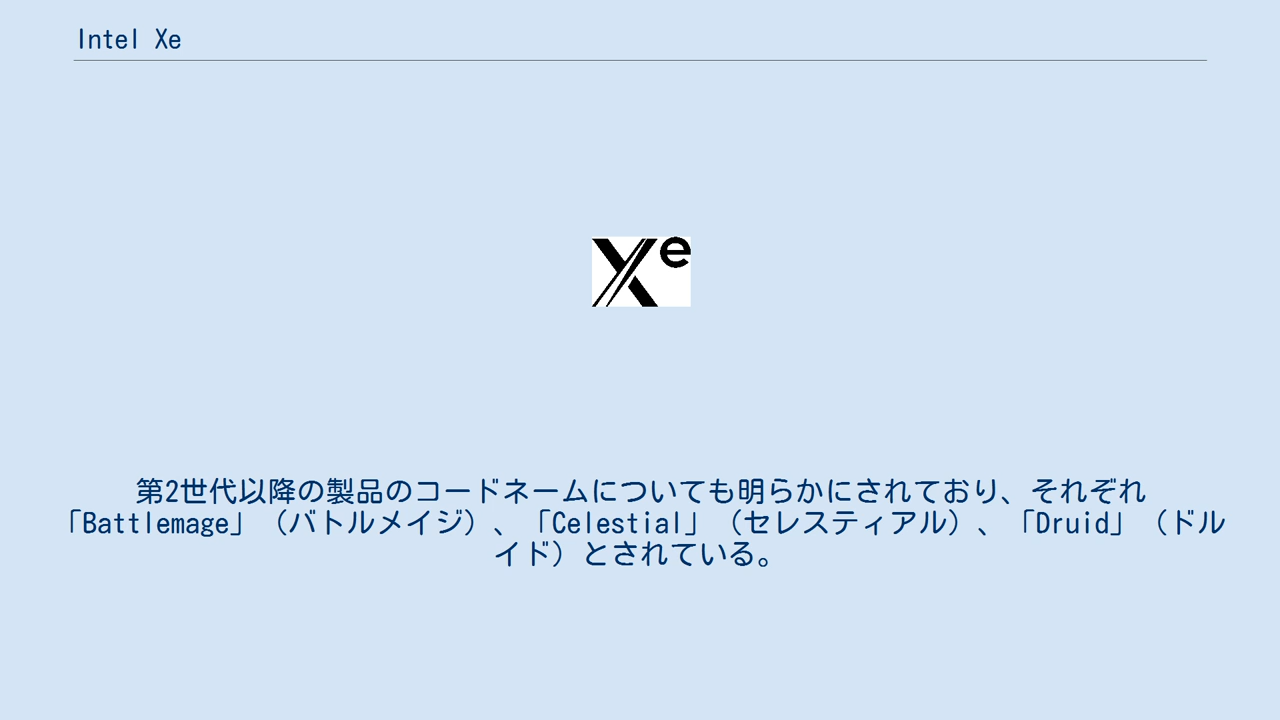 Intel Xe
Xe
第2世代以降の製品のコードネームについても明らかにされており、それぞれ
「Battlemage」（バトルメイジ）、「Celestial」（セレスティアル）、「Druid」（ドル
イド）とされている。